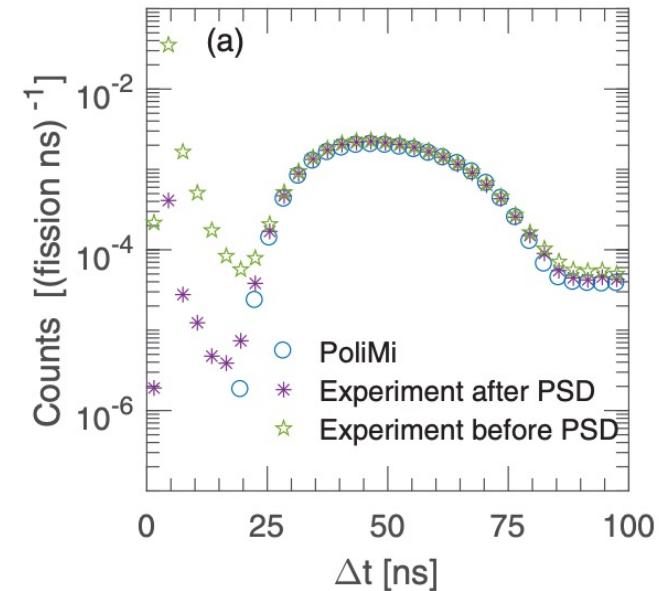 (a)
Counts [(fission ns) -1]
10-2
10-4
10-6
PoliMi
Experiment after PSD
Experiment before PSD
0 25 50 75 100
Δt [ns]